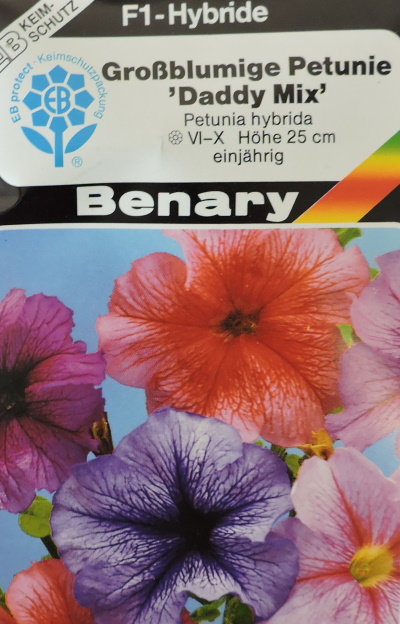 F1-Hybride
EB KEIM-
SCHUTZ
EB protect Keimschutzpackung
EB
®
Großblumige Petunie
’Daddy Mix’
Petunia hybrida
VI–X Höhe 25 cm
einjährig
Benary